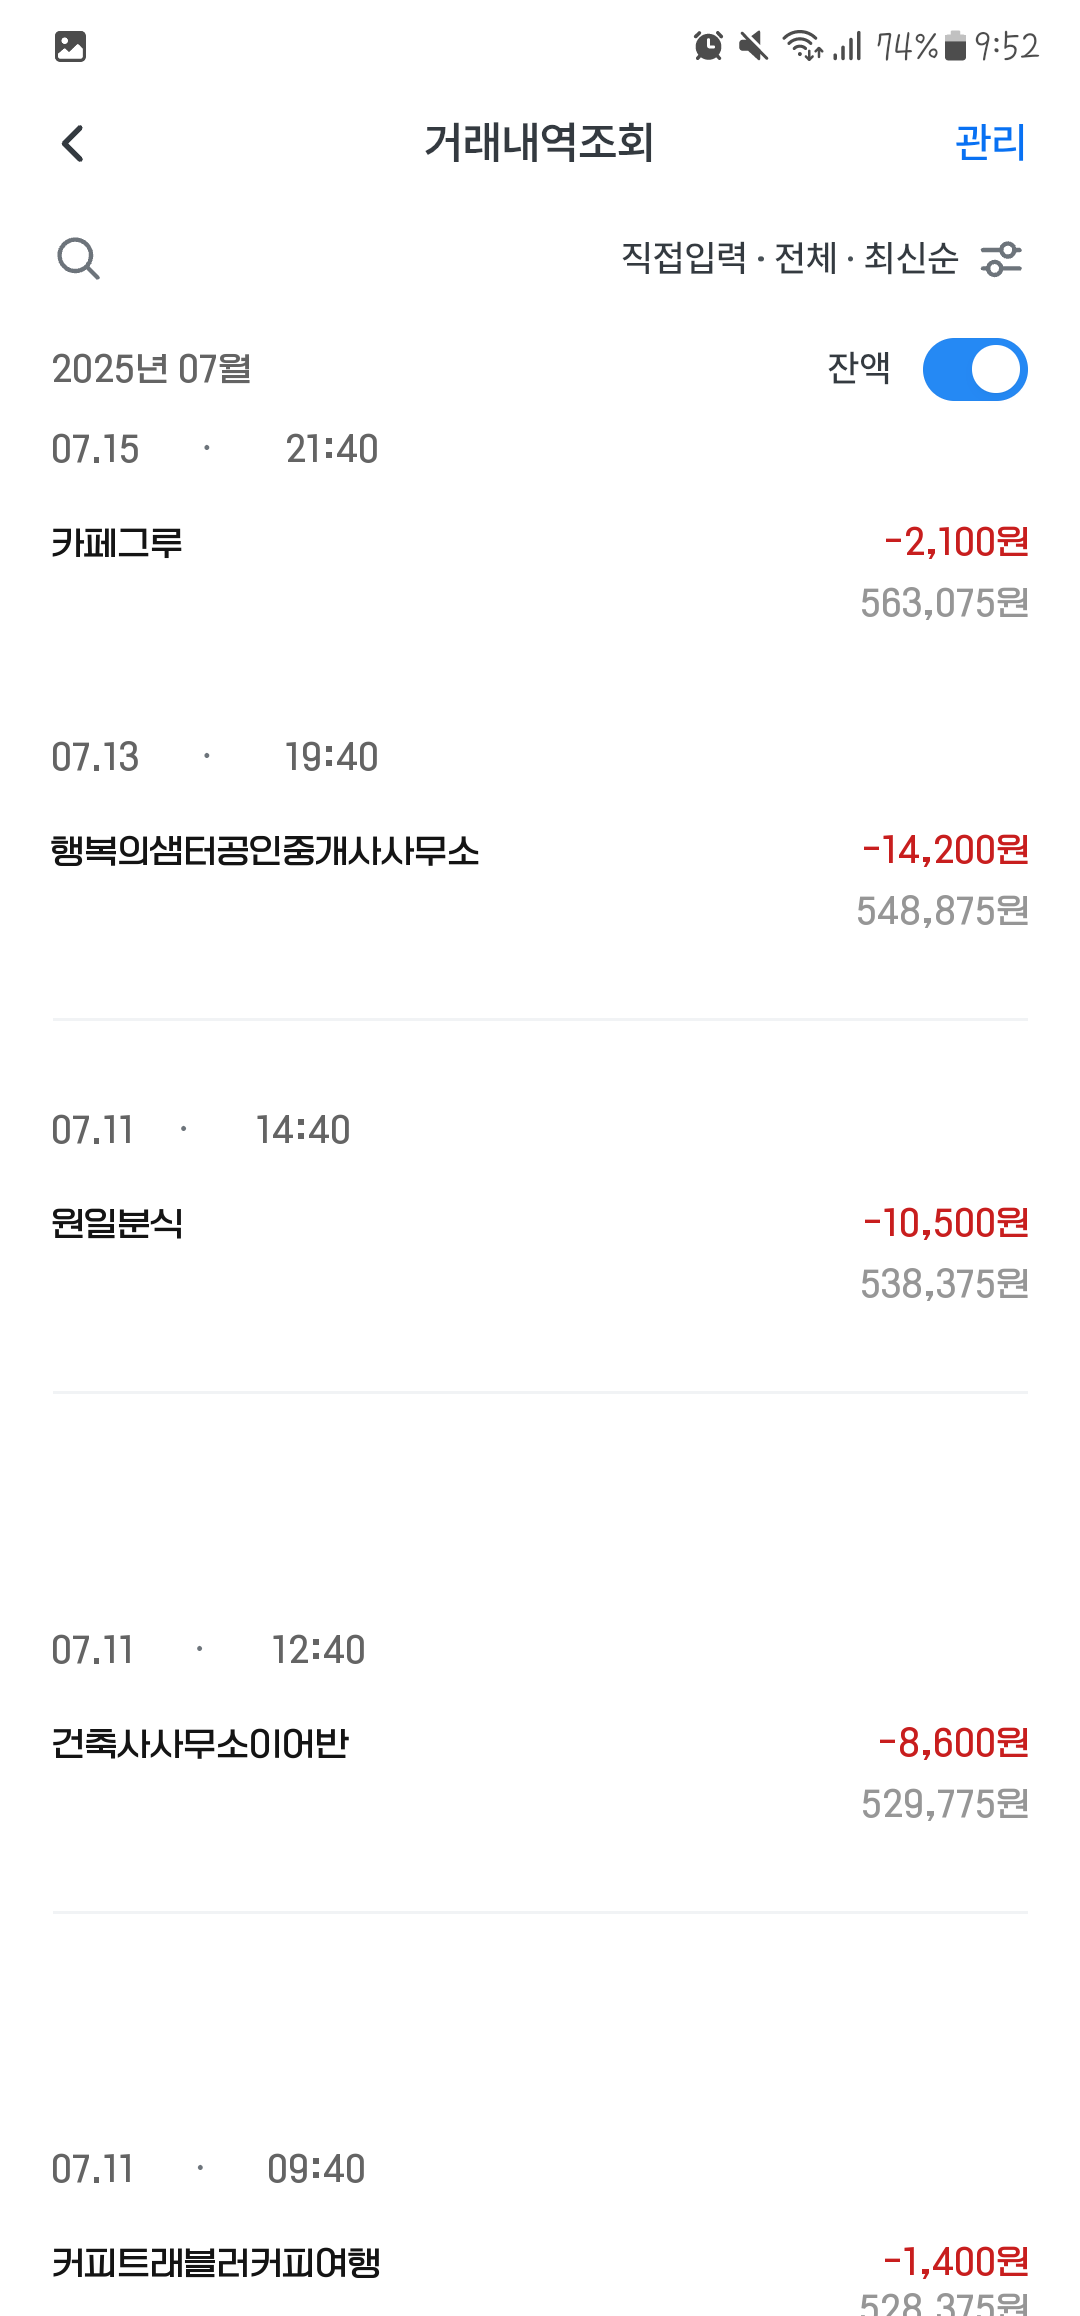 74% 9:52
거래내역조회 관리
직접입력 · 전체 · 최신순
2025년 07월 잔액
07.15 · 21:40
카페그루 -2,100원
563,075원
07.13 · 19:40
행복의샘터공인중개사사무소 -14,200원
548,875원
07.11 · 14:40
원일분식 -10,500원
538,375원
07.11 · 12:40
건축사사무소이어반 -8,600원
529,775원
07.11 · 09:40
커피트래블러커피여행 -1,400원
528,375원